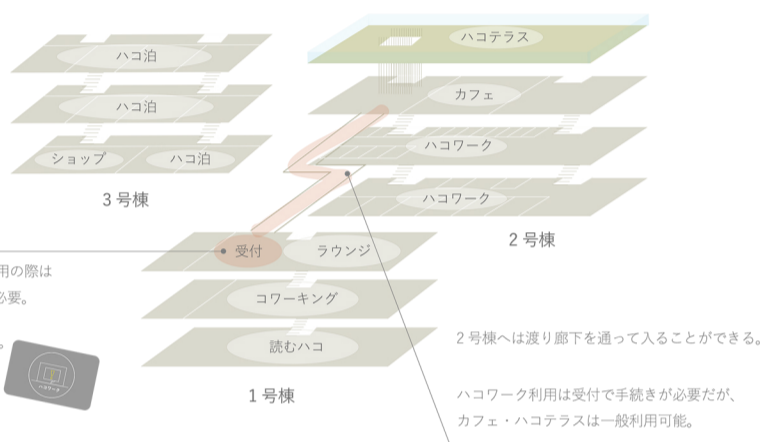 ハコテラス
ハコ泊
カフェ
ハコ泊
ハコワーク
ショップ
ハコ泊
ハコワーク
3号棟
2号棟
受付
ラウンジ
用の際は
必要。
コワーキング
。
読むハコ
ハコワーク
1号棟
2号棟へは渡り廊下を通って入ることができる。
ハコワーク利用は受付で手続きが必要だが、
カフェ・ハコテラスは一般利用可能。